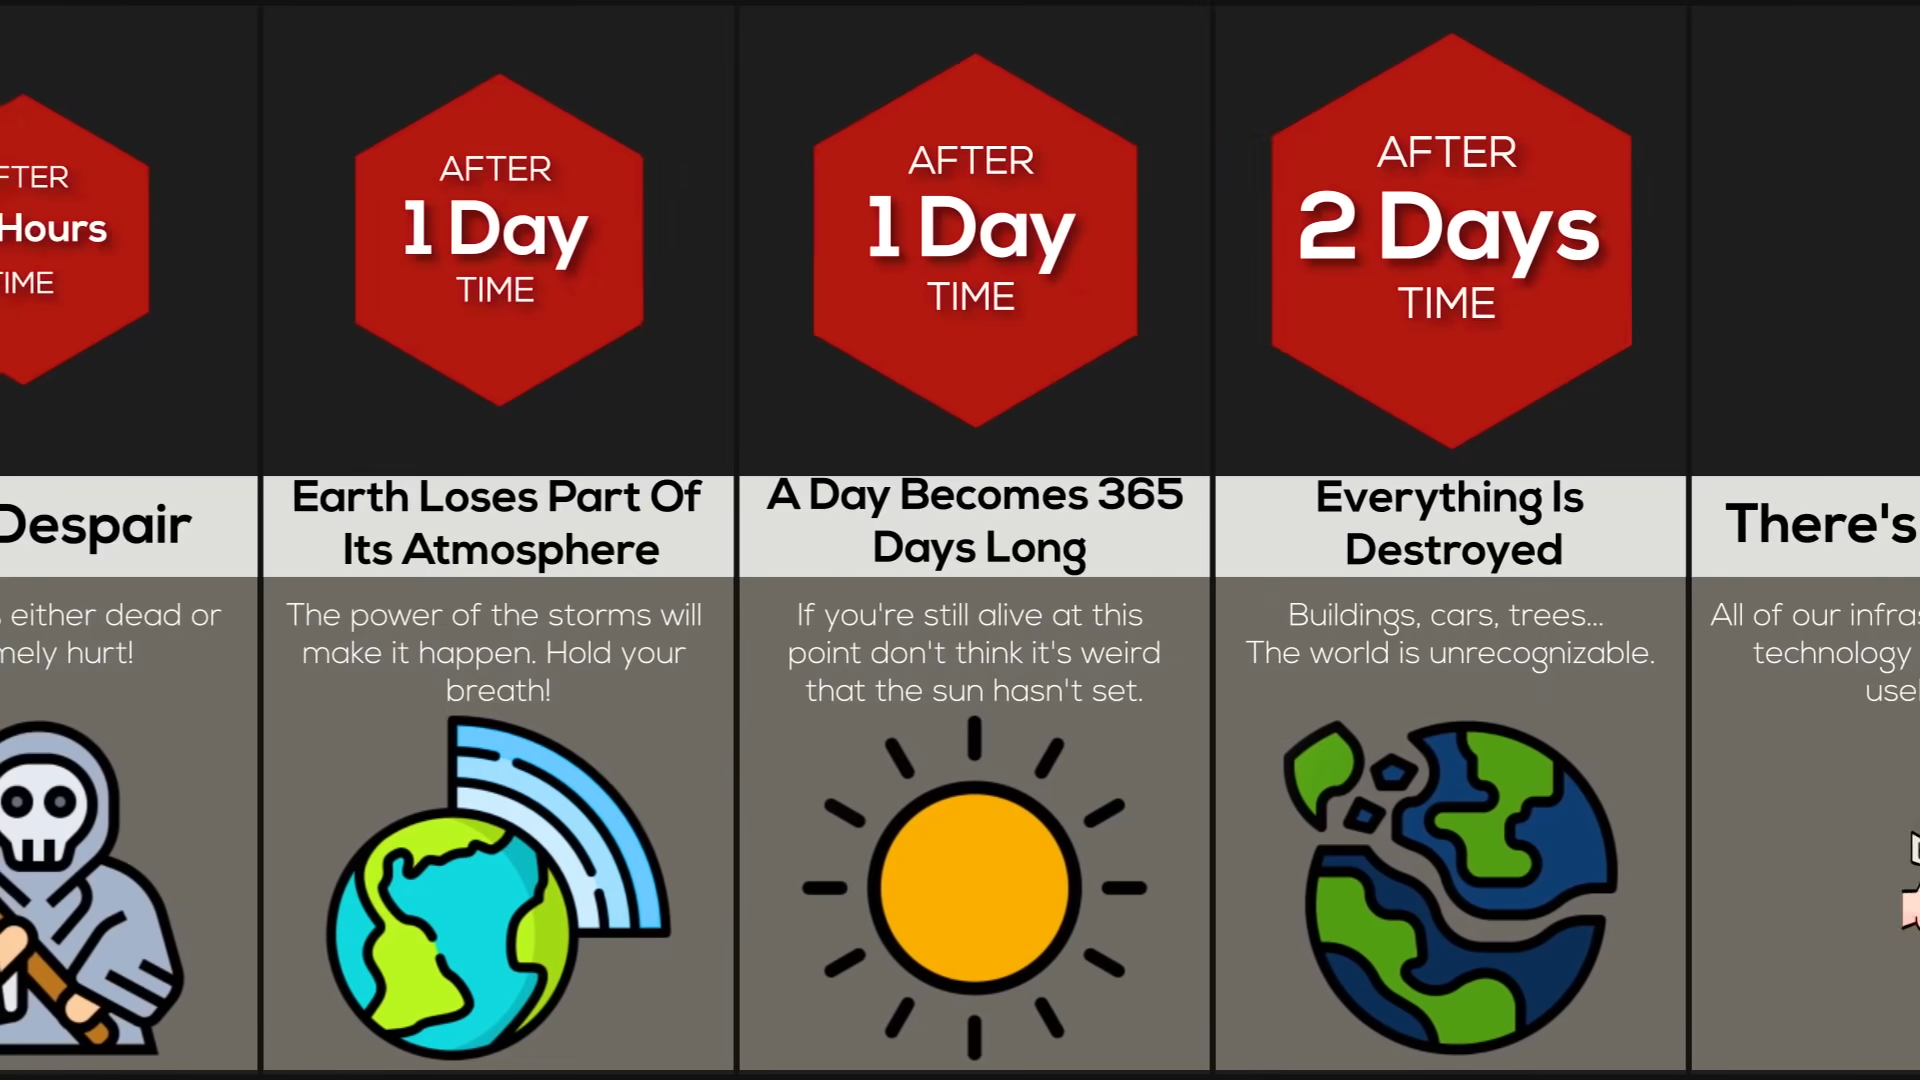 FTER
Hours
TIME
Despair
either dead or
mely hurt!
AFTER
1 Day
TIME
Earth Loses Part Of
Its Atmosphere
The power of the storms will
make it happen. Hold your
breath!
AFTER
1 Day
TIME
A Day Becomes 365
Days Long
If you're still alive at this
point don't think it's weird
that the sun hasn't set.
AFTER
2 Days
TIME
Everything Is
Destroyed
Buildings, cars, trees...
The world is unrecognizable.
There's
All of our infras
technology
use